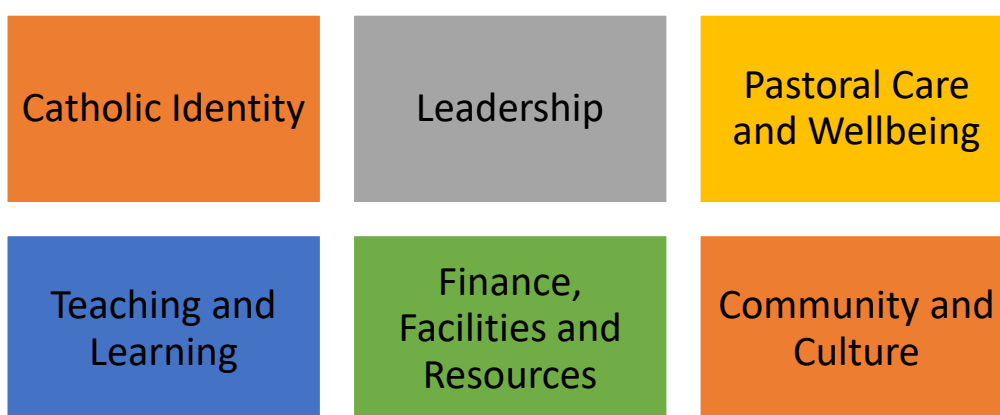 Catholic Identity
Leadership
Pastoral Care
and Wellbeing
Teaching and
Learning
Finance,
Facilities and
Resources
Community and
Culture